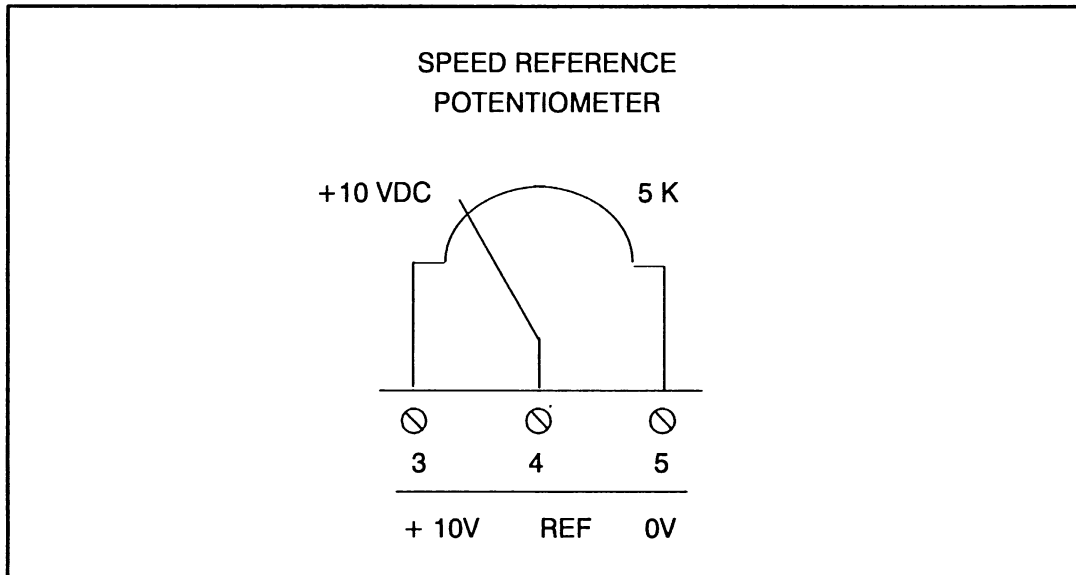 SPEED REFERENCE
POTENTIOMETER
+10 VDC 5 K
3 4 5
+ 10V REF 0V